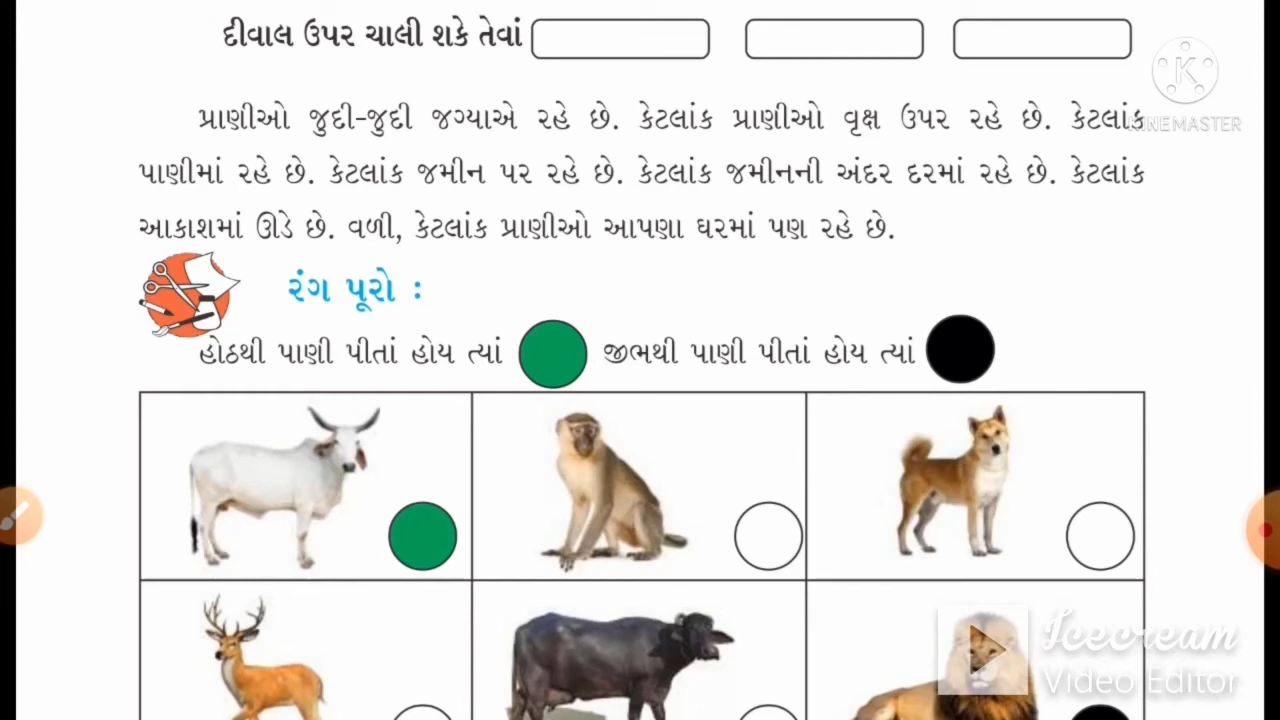 દીવાલ ઉપર ચાલી શકે તેવાં
K
KINEMASTER
પ્રાણીઓ જુદી-જુદી જગ્યાએ રહે છે. કેટલાંક પ્રાણીઓ વૃક્ષ ઉપર રહે છે. કેટલાંક
પાણીમાં રહે છે. કેટલાંક જમીન પર રહે છે. કેટલાંક જમીનની અંદર દરમાં રહે છે. કેટલાંક
આકાશમાં ઊડે છે. વળી, કેટલાંક પ્રાણીઓ આપણા ઘરમાં પણ રહે છે.
રંગ પૂરો :
હોઠથી પાણી પીતાં હોય ત્યાં જીભથી પાણી પીતાં હોય ત્યાં
Icecream
Video Editor